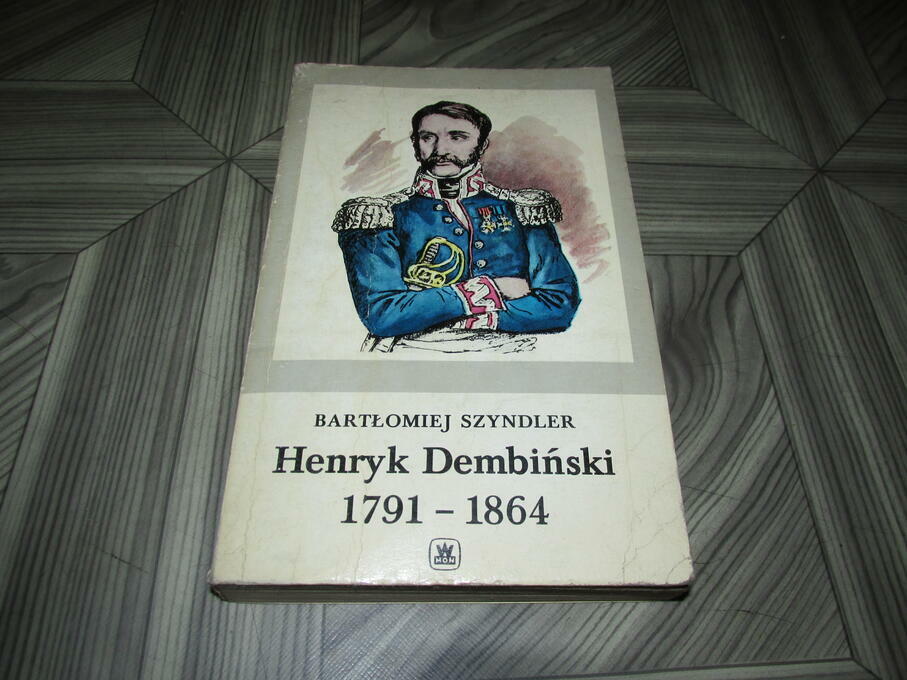 BARTŁOMIEJ SZYNDLER
Henryk Dembiński
1791 – 1864
W
MON